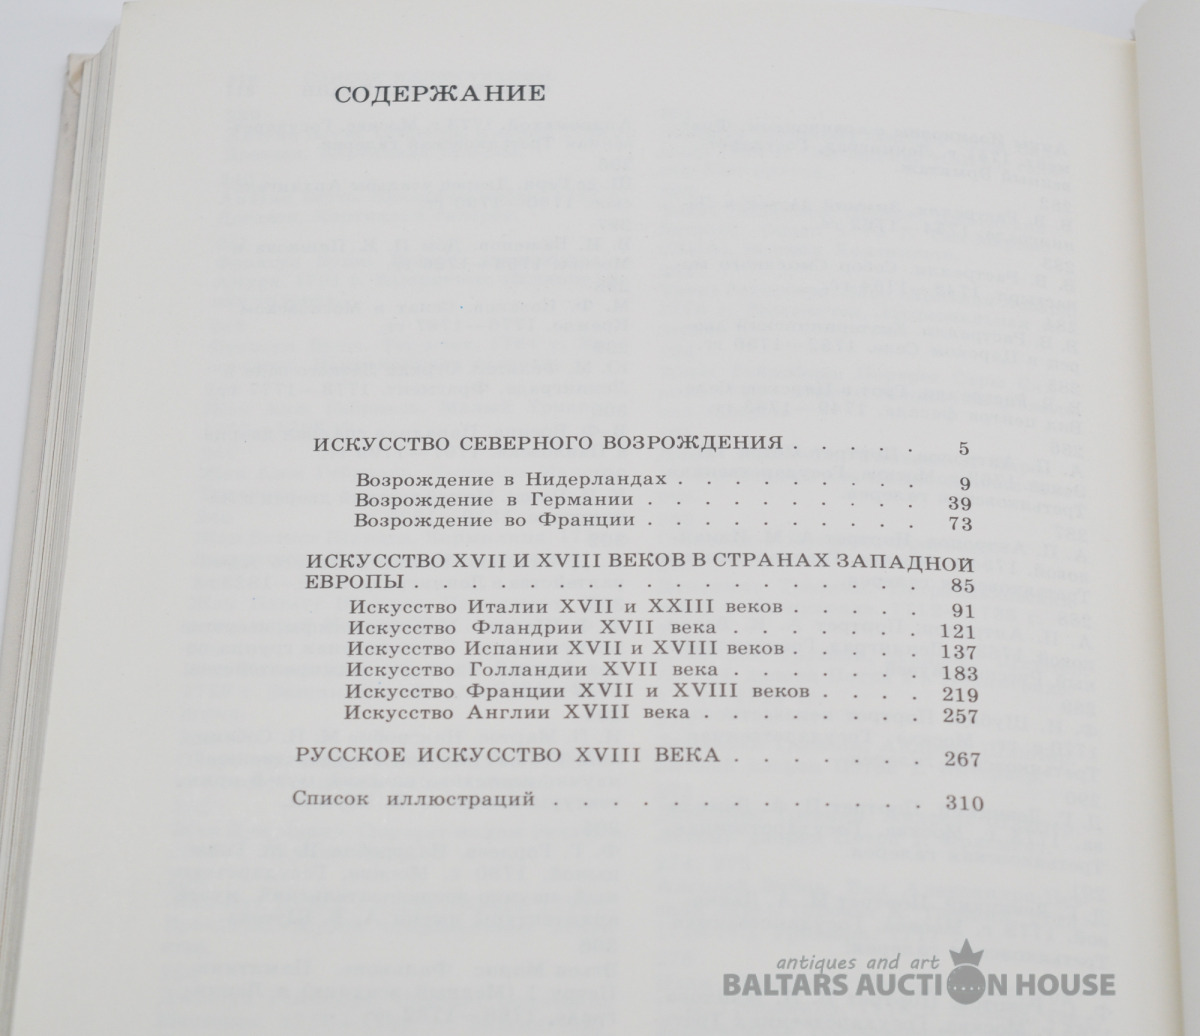 СОДЕРЖАНИЕ
ИСКУССТВО СЕВЕРНОГО ВОЗРОЖДЕНИЯ . . . . . 5
Возрождение в Нидерландах . . . . . . . . . 9
Возрождение в Германии . . . . . . . . . . 39
Возрождение во Франции . . . . . . . . . . 73
ИСКУССТВО XVII И XVIII ВЕКОВ В СТРАНАХ ЗАПАДНОЙ
ЕВРОПЫ . . . . . . . . . . . . . . 85
Искусство Италии XVII и XXIII веков . . . . . 91
Искусство Фландрии XVII века . . . . . . . 121
Искусство Испании XVII и XVIII веков . . . . . 137
Искусство Голландии XVII века . . . . . . . 183
Искусство Франции XVII и XVIII веков . . . . 219
Искусство Англии XVIII века . . . . . . . . 257
РУССКОЕ ИСКУССТВО XVIII ВЕКА . . . . . . . 267
Список иллюстраций . . . . . . . . . . . . . 310
antiques and art
BALTARS AUCTION HOUSE